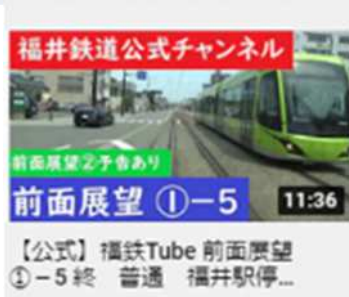 福井鉄道公式チャンネル
前面展望②予告あり
前面展望 ①−5
11:36
【公式】福鉄Tube 前面展望
①−5 終　普通　福井駅停...